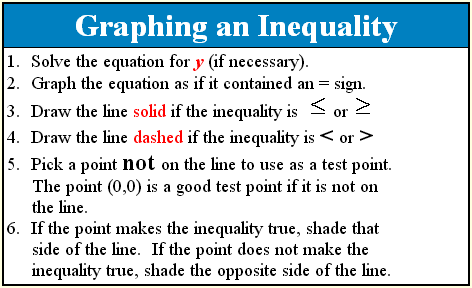 Graphing an Inequality
1. Solve the equation for y (if necessary).
2. Graph the equation as if it contained an = sign.
3. Draw the line solid if the inequality is ≤ or ≥
4. Draw the line dashed if the inequality is < or >
5. Pick a point not on the line to use as a test point.
The point (0,0) is a good test point if it is not on
the line.
6. If the point makes the inequality true, shade that
side of the line. If the point does not make the
inequality true, shade the opposite side of the line.